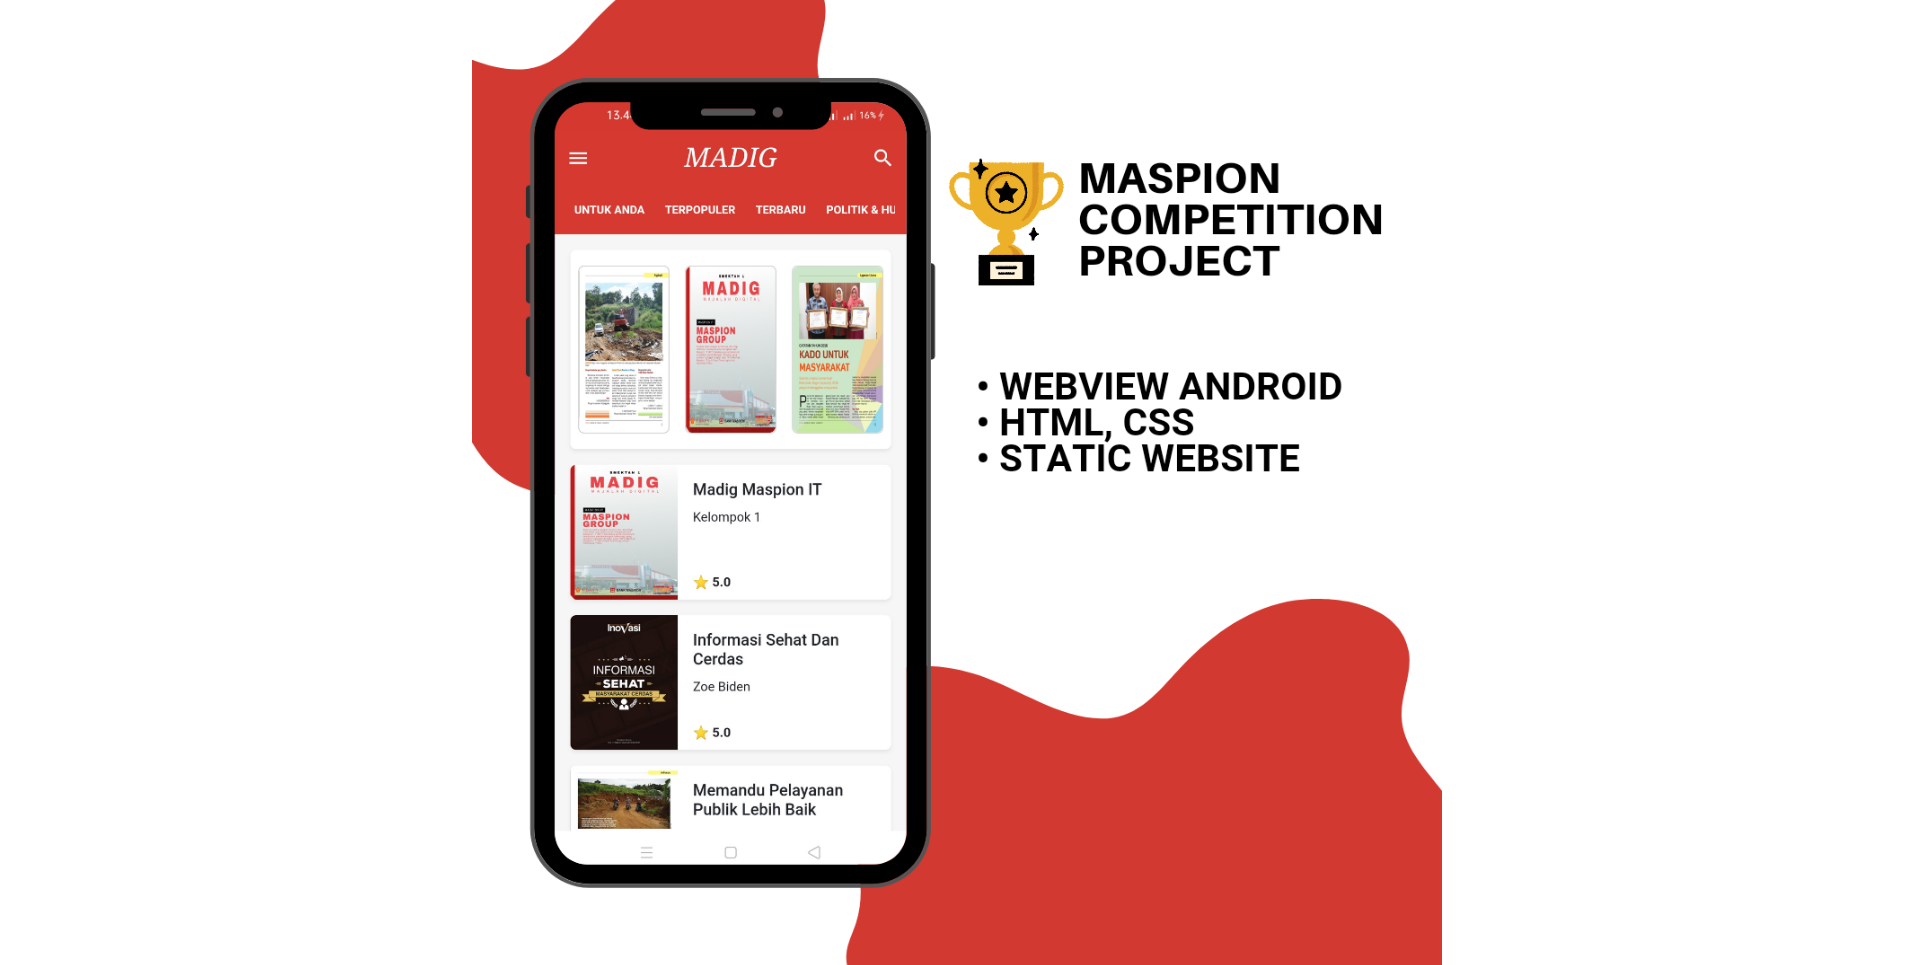 13.4
16%
MADIG
UNTUK ANDA TERPOPULER TERBARU POLITIK & HU
MADIG
MAJALAH DIGITAL
MASPION
GROUP
KADO UNTUK
MASYARAKAT
MADIG
MAJALAH DIGITAL
MASPION
GROUP
Madig Maspion IT
Kelompok 1
5.0
Inovasi
INFORMASI
SEHAT
MASYARAKAT CERDAS
Informasi Sehat Dan
Cerdas
Zoe Biden
5.0
Memandu Pelayanan
Publik Lebih Baik
MASPION
COMPETITION
PROJECT
• WEBVIEW ANDROID
• HTML, CSS
• STATIC WEBSITE